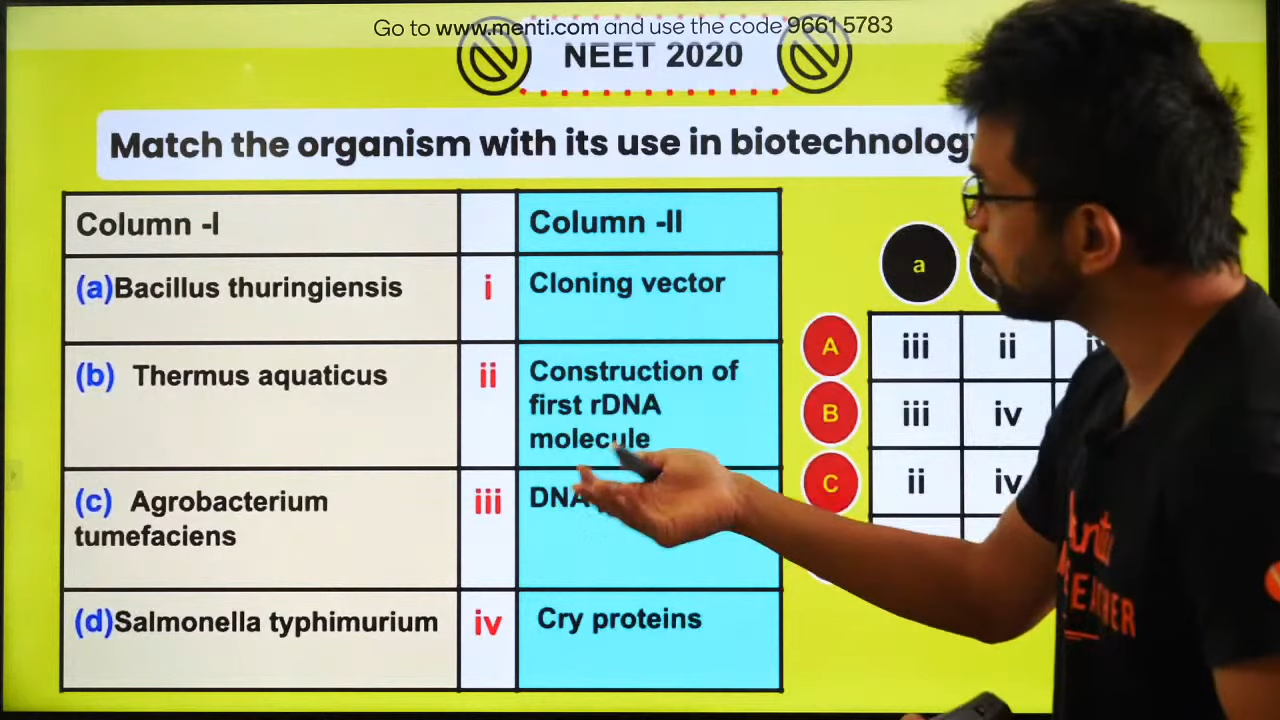 Go to www.menti.com and use the code 9661 5783
NEET 2020
Match the organism with its use in biotechnology
Column -I
Column -II
(a)Bacillus thuringiensis
i
Cloning vector
(b) Thermus aquaticus
ii
Construction of
first rDNA
molecule
(c) Agrobacterium
tumefaciens
iii
DNA
(d)Salmonella typhimurium
iv
Cry proteins
a
A iii ii
B iii iv
C ii iv